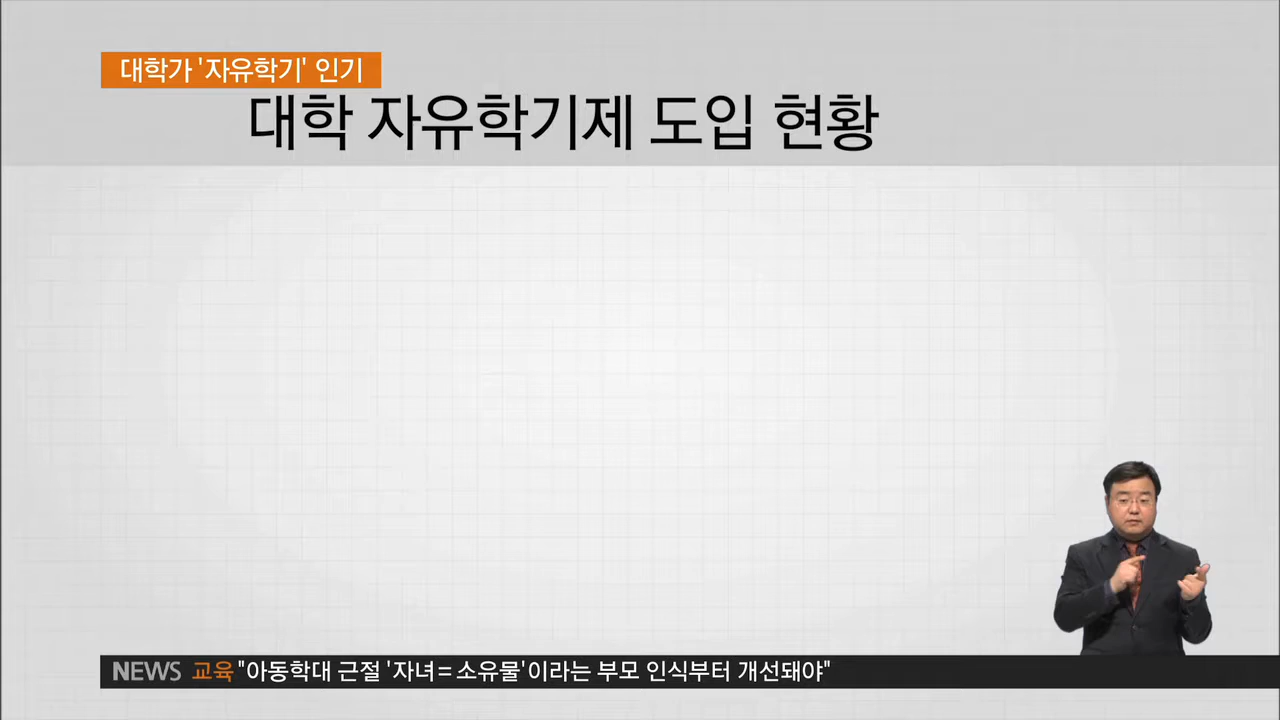 대학가 '자유학기' 인기
대학 자유학기제 도입 현황
NEWS 교육 "아동학대 근절 '자녀=소유물'이라는 부모 인식부터 개선돼야"